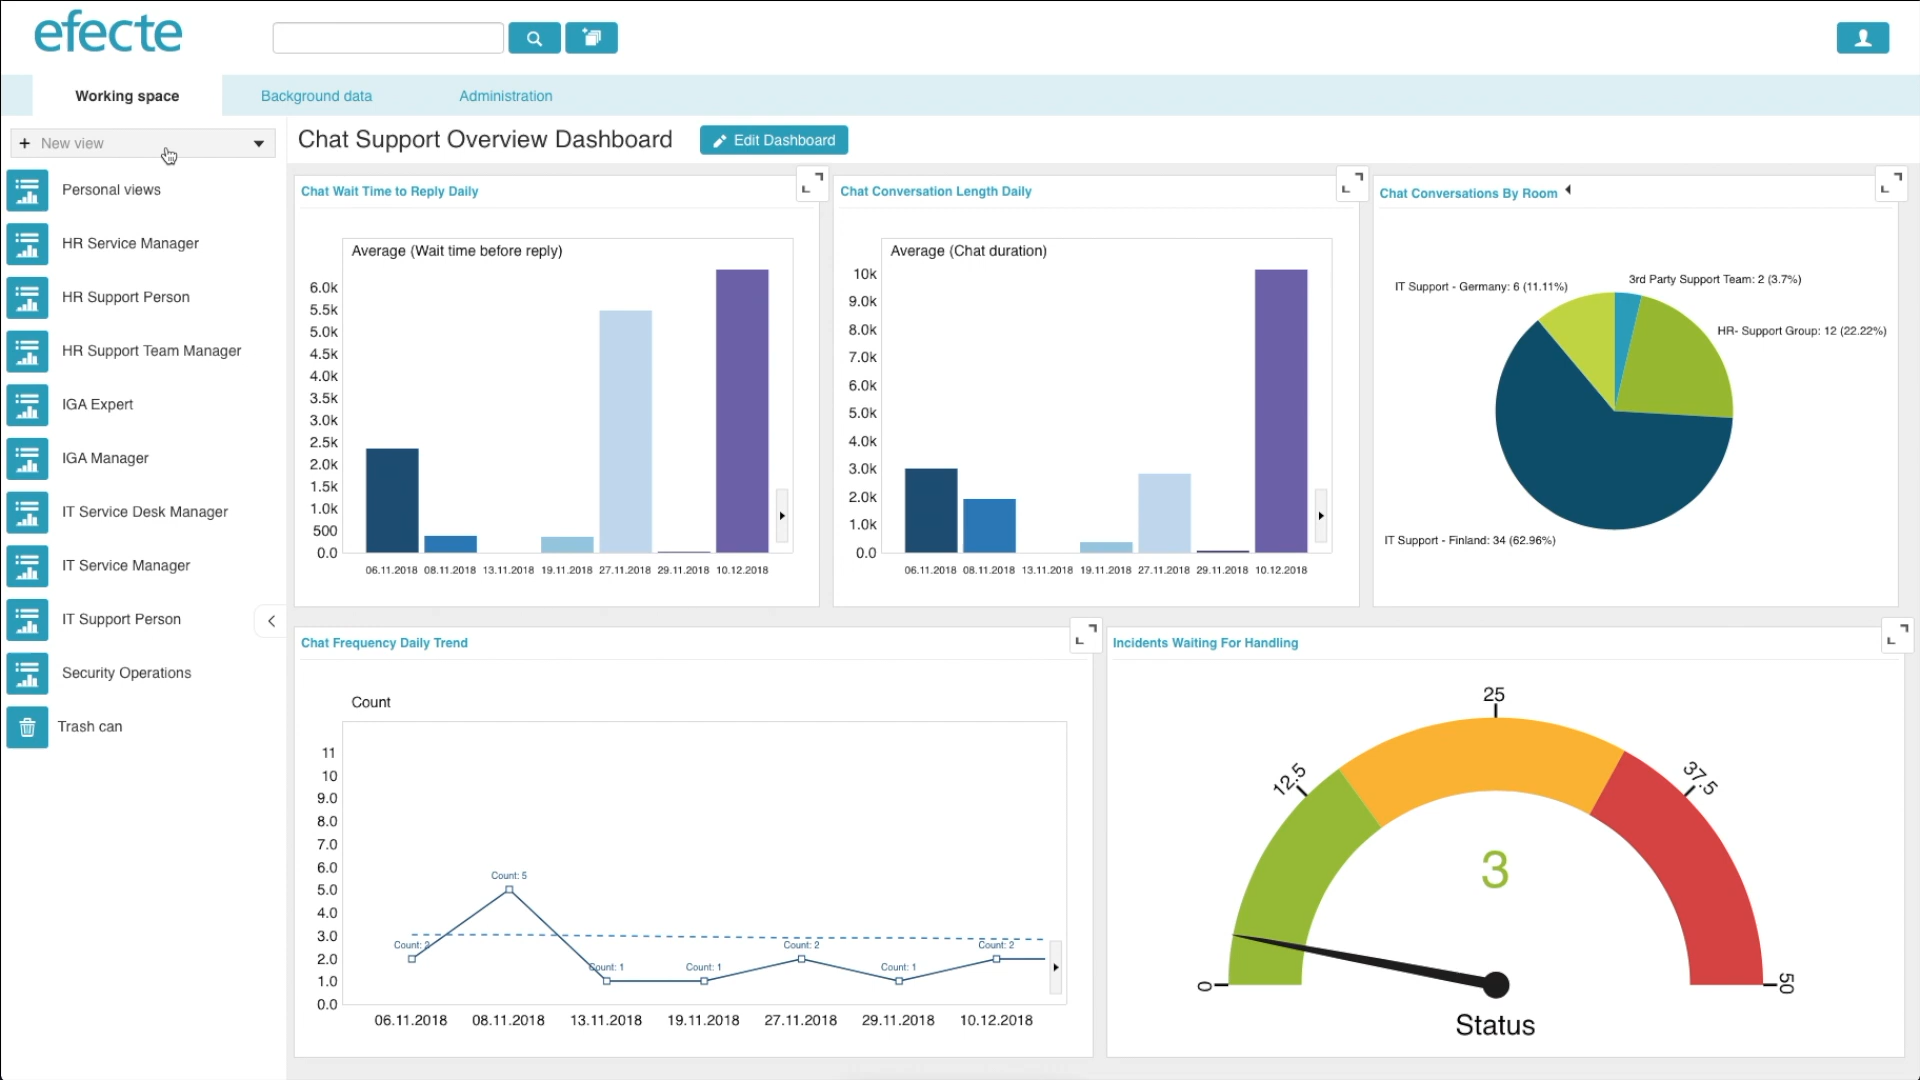 efecte
Working space
Background data
Administration
+ New view
Personal views
HR Service Manager
HR Support Person
HR Support Team Manager
IGA Expert
IGA Manager
IT Service Desk Manager
IT Service Manager
IT Support Person
Security Operations
Trash can
Chat Support Overview Dashboard
Edit Dashboard
Chat Wait Time to Reply Daily
Average (Wait time before reply)
6.0k
5.5k
5.0k
4.5k
4.0k
3.5k
3.0k
2.5k
2.0k
1.5k
1.0k
500
0.0
06.11.2018 08.11.2018 13.11.2018 19.11.2018 27.11.2018 29.11.2018 10.12.2018
Chat Conversation Length Daily
Average (Chat duration)
10k
9.0k
8.0k
7.0k
6.0k
5.0k
4.0k
3.0k
2.0k
1.0k
0.0
06.11.2018 08.11.2018 13.11.2018 19.11.2018 27.11.2018 29.11.2018 10.12.2018
Chat Conversations By Room
3rd Party Support Team: 2 (3.7%)
IT Support - Germany: 6 (11.11%)
HR- Support Group: 12 (22.22%)
IT Support - Finland: 34 (62.96%)
Chat Frequency Daily Trend
Count
11
10
9.0
8.0
7.0
6.0
5.0
4.0
3.0
2.0
1.0
0.0
Count: 2
Count: 5
Count: 1
Count: 1
Count: 2
Count: 1
Count: 2
06.11.2018 08.11.2018 13.11.2018 19.11.2018 27.11.2018 29.11.2018 10.12.2018
Incidents Waiting For Handling
0
12.5
25
37.5
50
3
Status